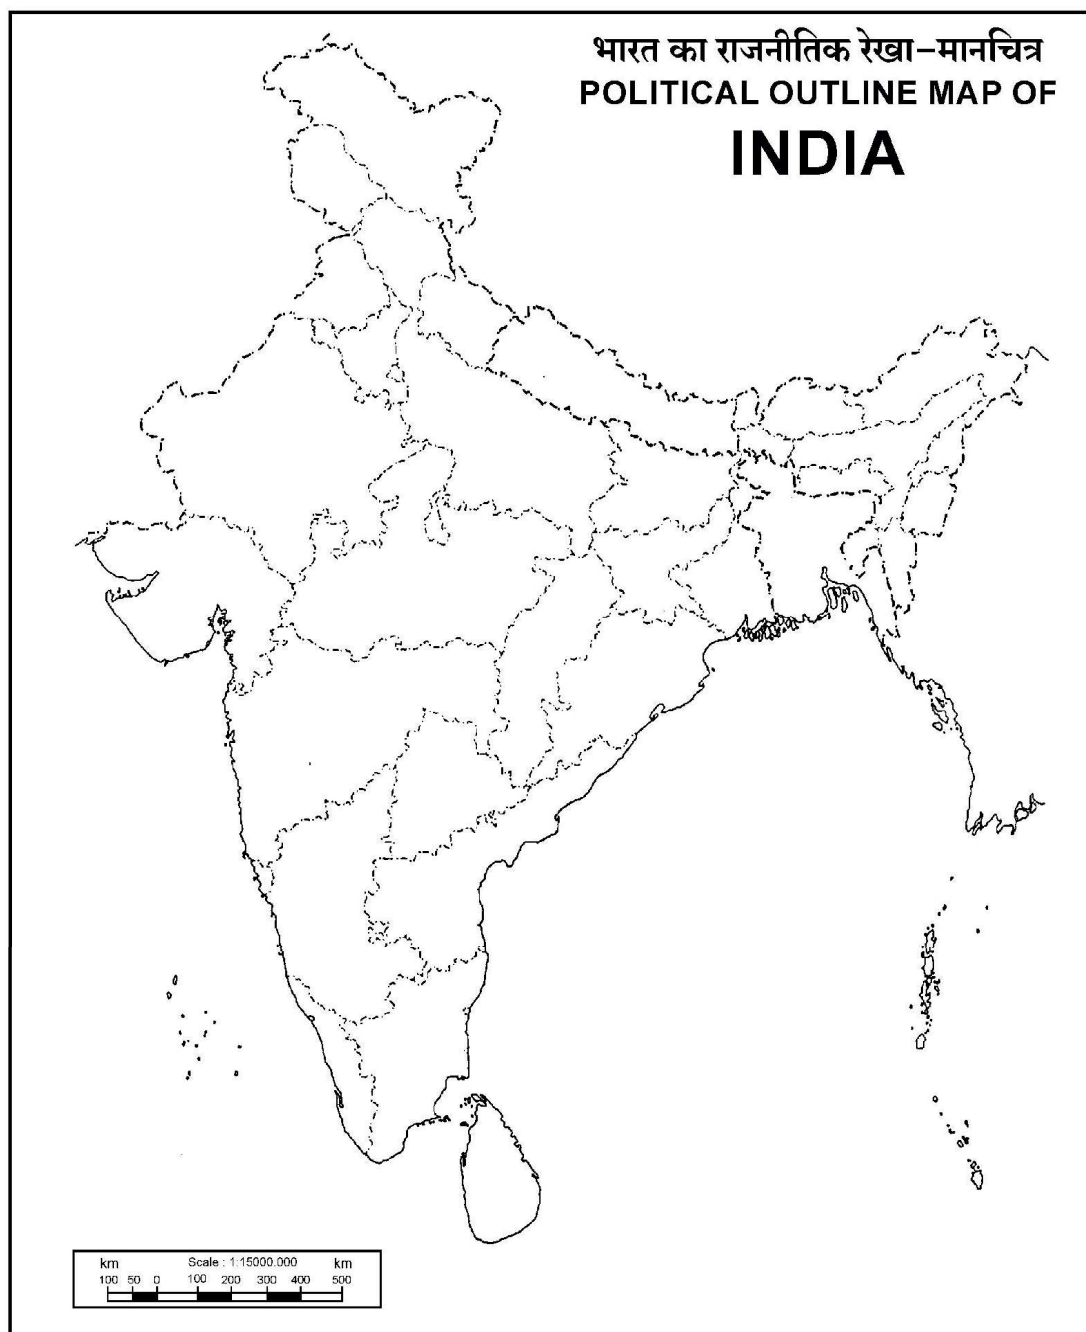 भारत का राजनीतिक रेखा-मानचित्र
POLITICAL OUTLINE MAP OF
INDIA
km Scale : 1:15000.000 km
100 50 0 100 200 300 400 500